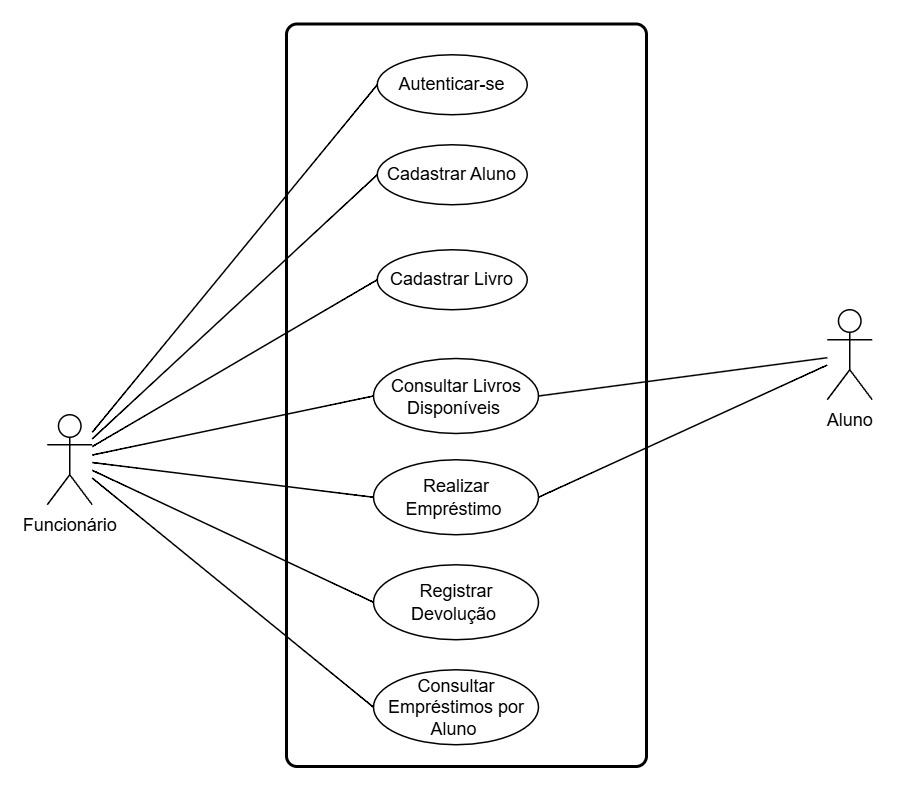 Autenticar-se
Cadastrar Aluno
Cadastrar Livro
Consultar Livros
Disponíveis
Realizar
Empréstimo
Registrar
Devolução
Consultar
Empréstimos por
Aluno
Funcionário
Aluno